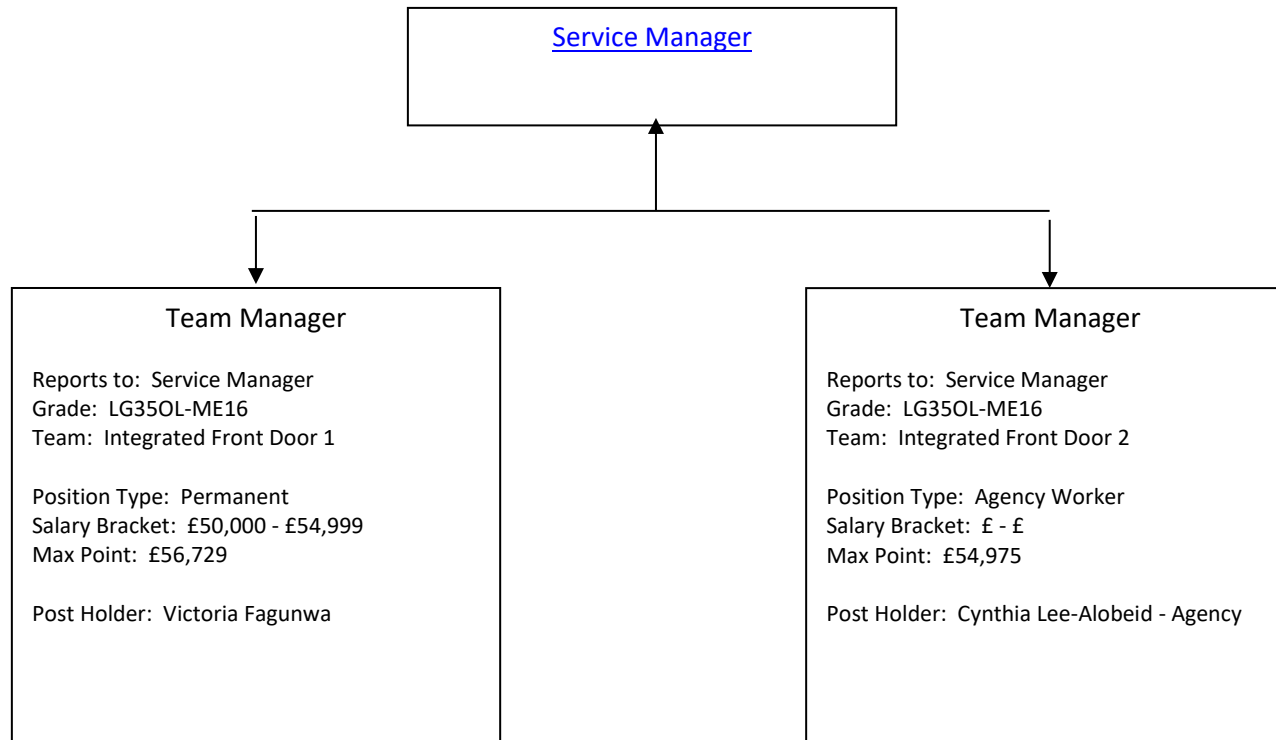 Service Manager
Team Manager
Reports to: Service Manager
Grade: LG35OL-ME16
Team: Integrated Front Door 1
Position Type: Permanent
Salary Bracket: £50,000 - £54,999
Max Point: £56,729
Post Holder: Victoria Fagunwa
Team Manager
Reports to: Service Manager
Grade: LG35OL-ME16
Team: Integrated Front Door 2
Position Type: Agency Worker
Salary Bracket: £ - £
Max Point: £54,975
Post Holder: Cynthia Lee-Alobeid - Agency